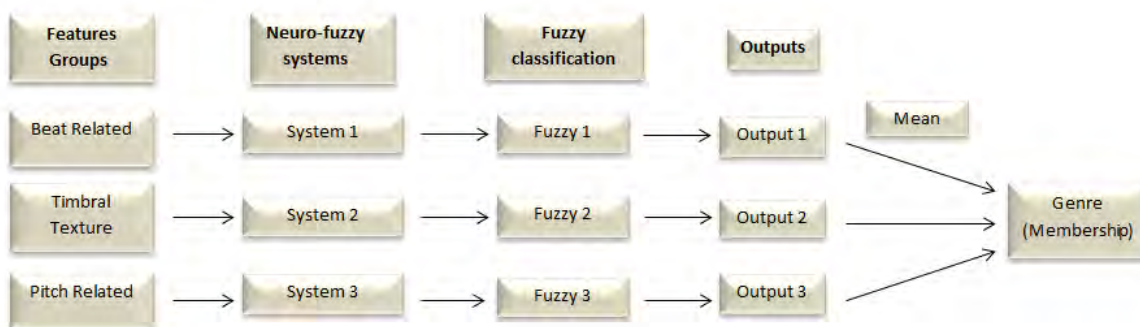 Features
Groups
Neuro-fuzzy
systems
Fuzzy
classification
Outputs
Beat Related
System 1
Fuzzy 1
Output 1
Mean
Timbral
Texture
System 2
Fuzzy 2
Output 2
Genre
(Membership)
Pitch Related
System 3
Fuzzy 3
Output 3